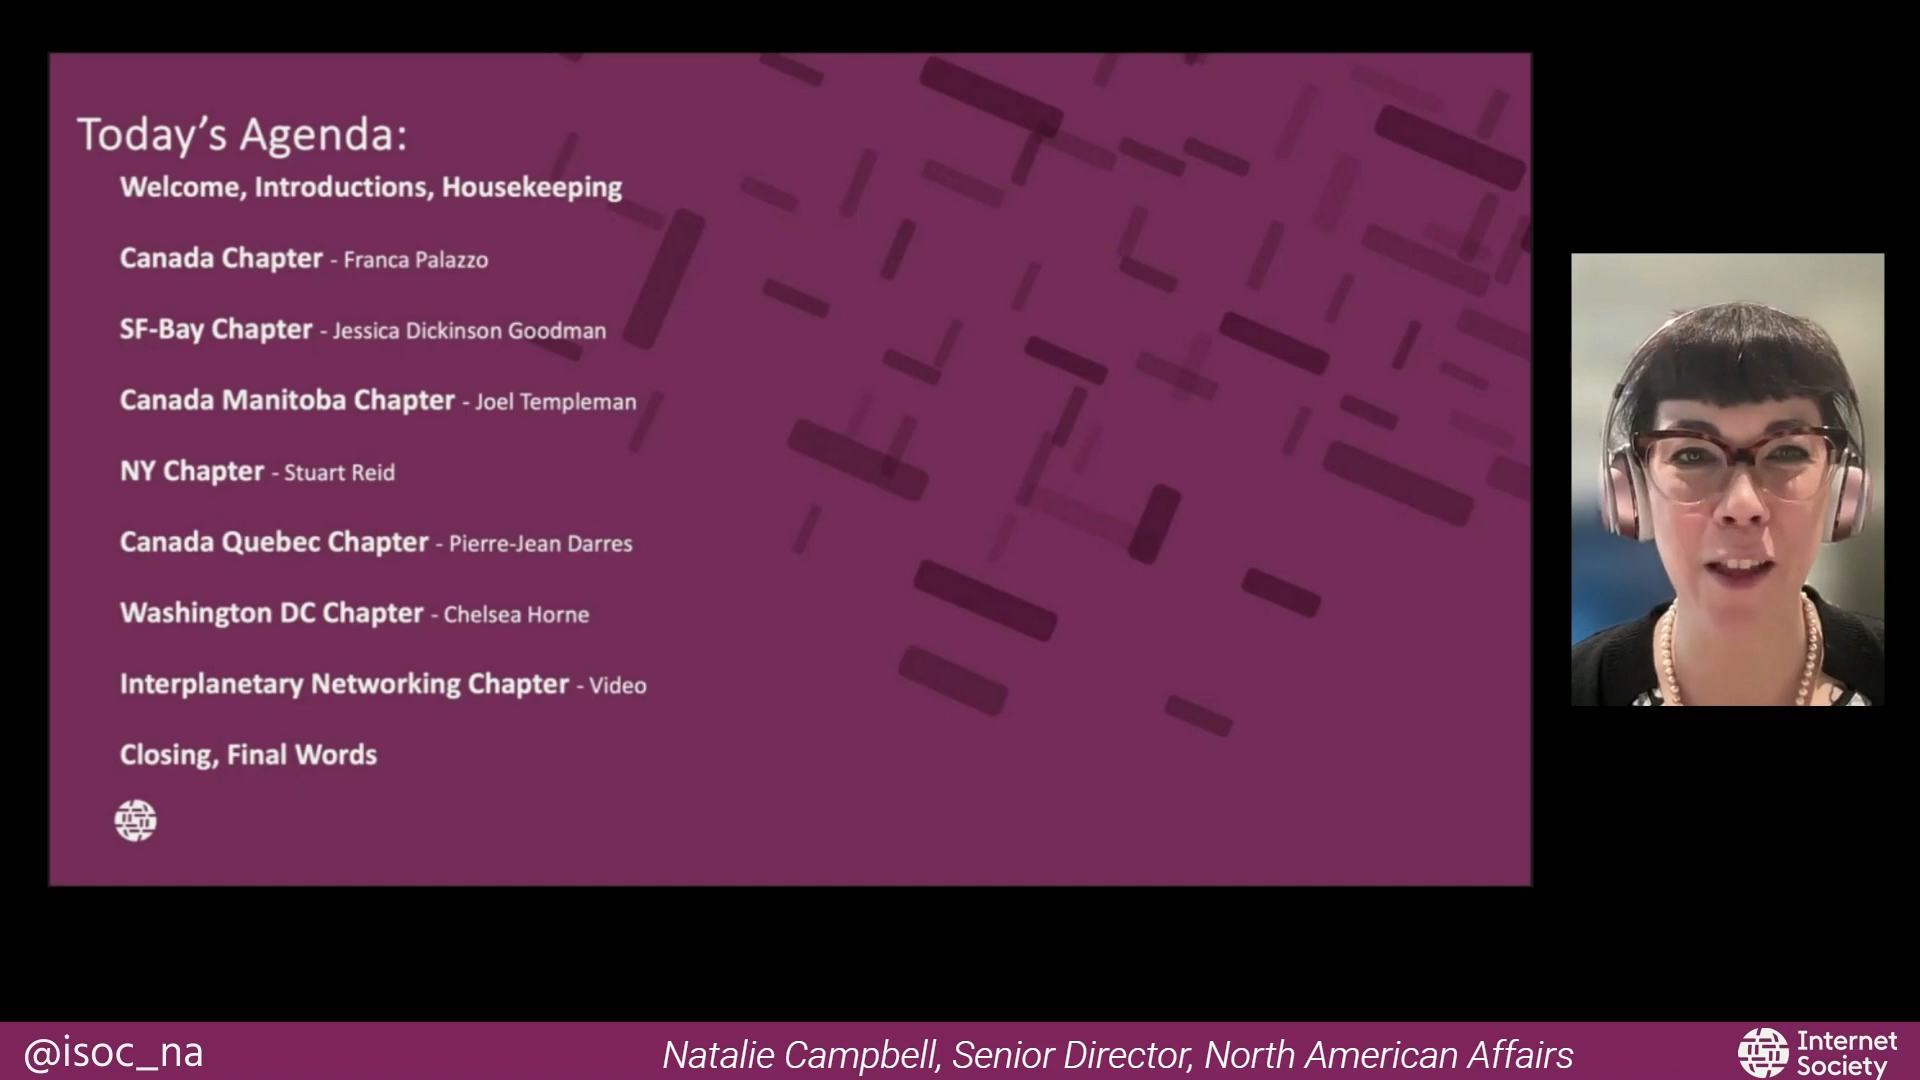 Today's Agenda:
Welcome, Introductions, Housekeeping
Canada Chapter - Franca Palazzo
SF-Bay Chapter - Jessica Dickinson Goodman
Canada Manitoba Chapter - Joel Templeman
NY Chapter - Stuart Reid
Canada Quebec Chapter - Pierre-Jean Darres
Washington DC Chapter - Chelsea Horne
Interplanetary Networking Chapter - Video
Closing, Final Words
@isoc_na
Natalie Campbell, Senior Director, North American Affairs
Internet
Society